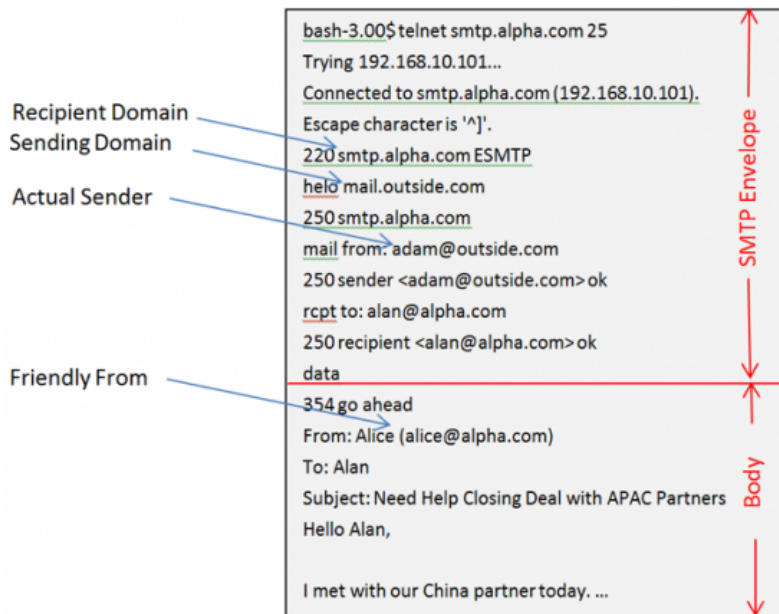 bash-3.00$ telnet smtp.alpha.com 25
Trying 192.168.10.101...
Connected to smtp.alpha.com (192.168.10.101).
Escape character is '^]'.
220 smtp.alpha.com ESMTP
helo mail.outside.com
250 smtp.alpha.com
mail from: adam@outside.com
250 sender <adam@outside.com> ok
rcpt to: alan@alpha.com
250 recipient <alan@alpha.com> ok
data
354 go ahead
From: Alice (alice@alpha.com)
To: Alan
Subject: Need Help Closing Deal with APAC Partners
Hello Alan,
I met with our China partner today. ...
Recipient Domain
Sending Domain
Actual Sender
Friendly From
SMTP Envelope
Body